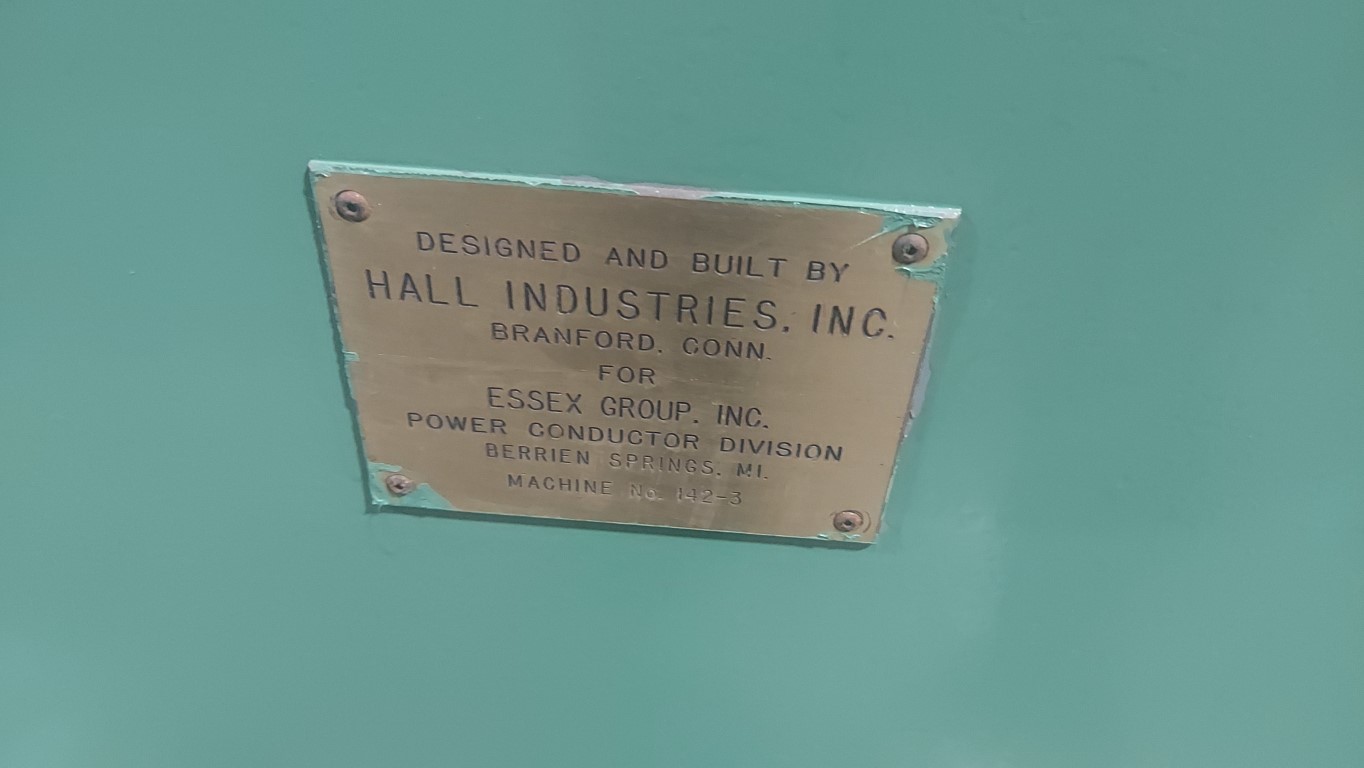 DESIGNED AND BUILT BY
HALL INDUSTRIES, INC.
BRANFORD, CONN.
FOR
ESSEX GROUP, INC.
POWER CONDUCTOR DIVISION
BERRIEN SPRINGS, MI.
MACHINE No. 142-3